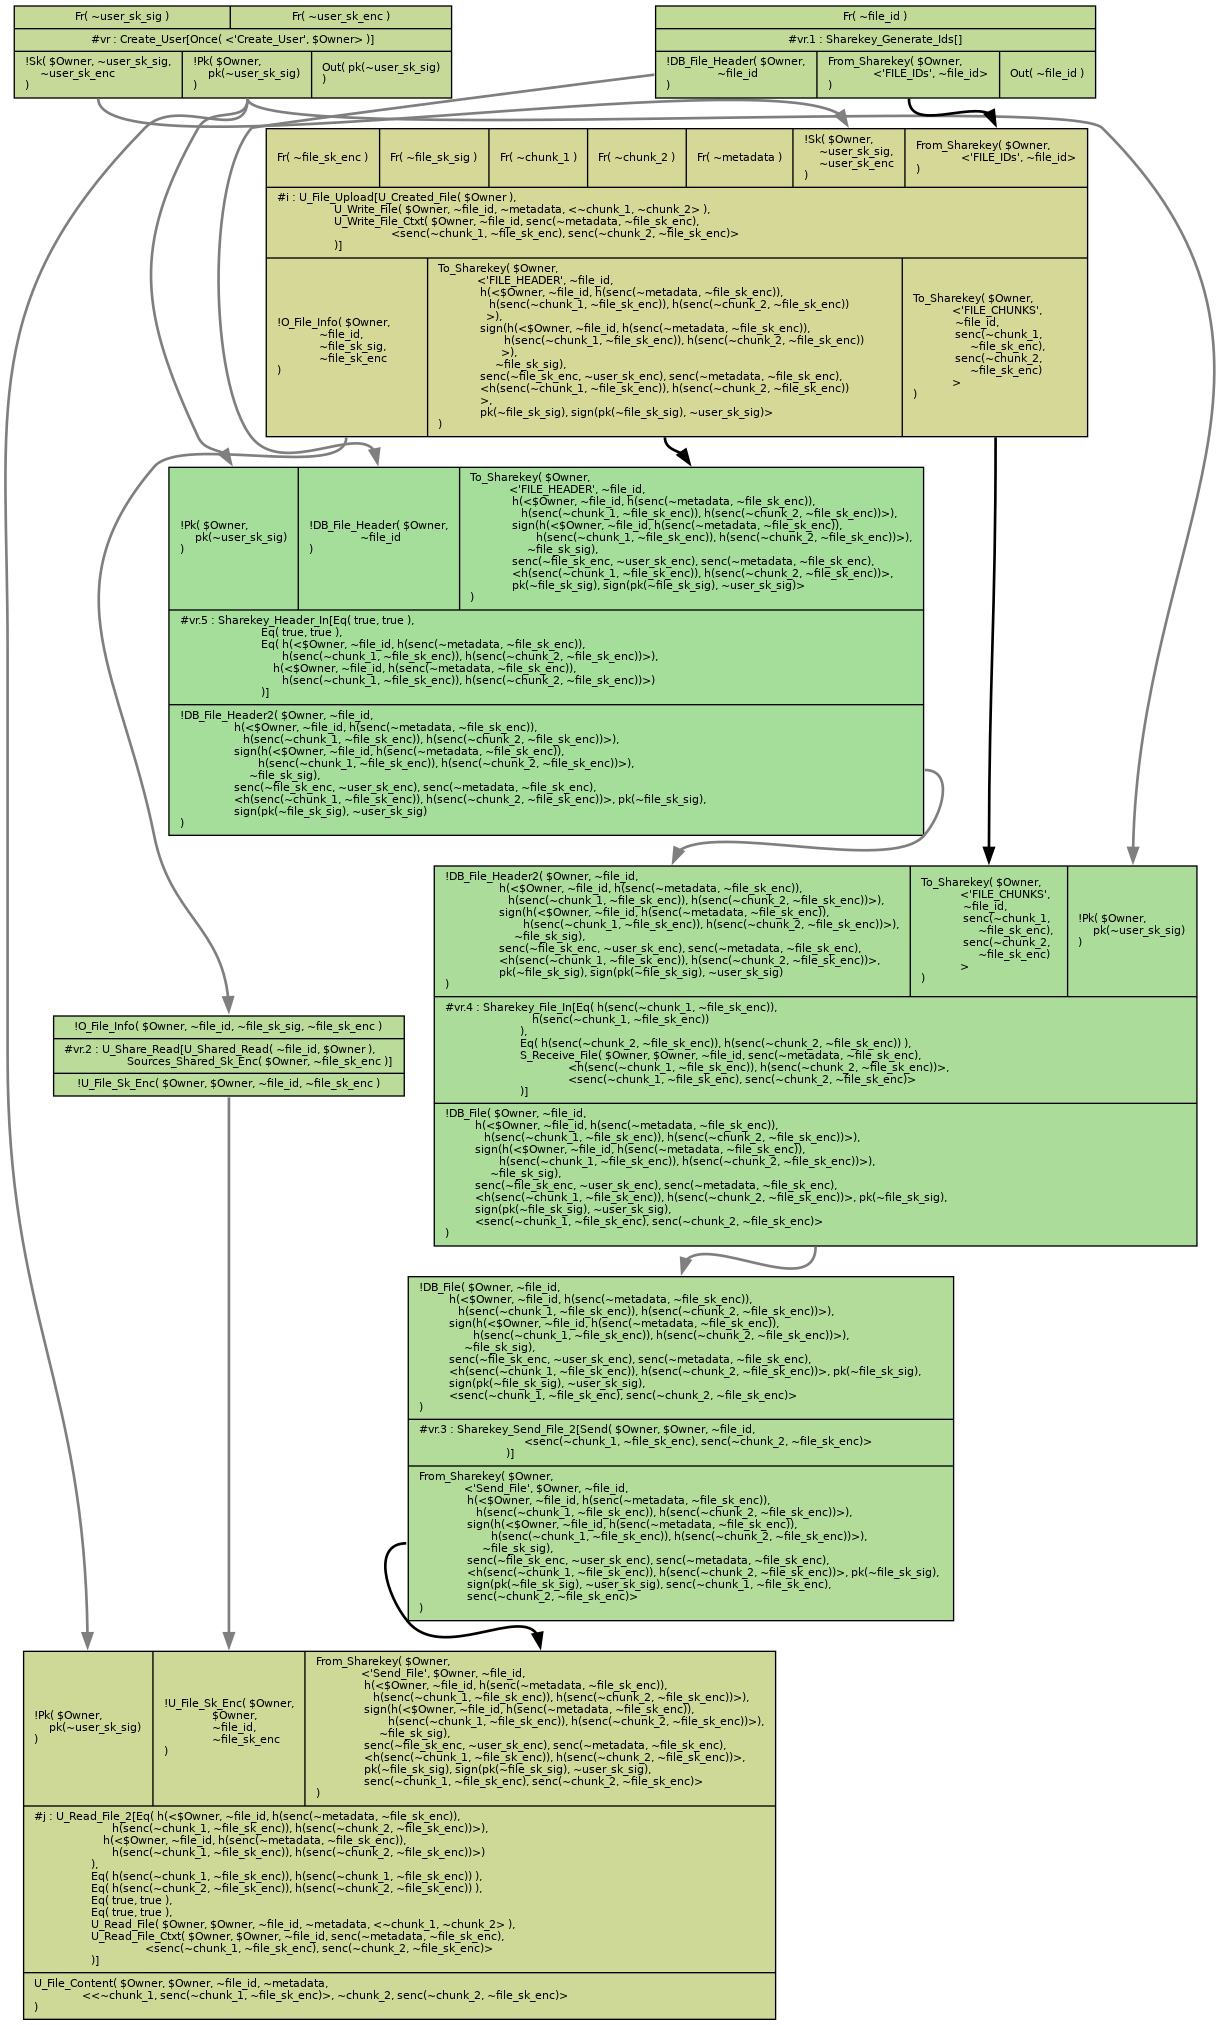 Fr( ~user_sk_sig )
Fr( ~user_sk_enc )
#vr : Create_User[Once( <'Create_User', $Owner> )]
!Sk( $Owner, ~user_sk_sig,
~user_sk_enc
)
!Pk( $Owner,
pk(~user_sk_sig)
)
Out( pk(~user_sk_sig)
)
Fr( ~file_id )
#vr.1 : Sharekey_Generate_Ids[]
!DB_File_Header( $Owner,
~file_id
)
From_Sharekey( $Owner,
<'FILE_IDs', ~file_id>
)
Out( ~file_id )
Fr( ~file_sk_enc )
Fr( ~file_sk_sig )
Fr( ~chunk_1 )
Fr( ~chunk_2 )
Fr( ~metadata )
!Sk( $Owner,
~user_sk_sig,
~user_sk_enc
)
From_Sharekey( $Owner,
<'FILE_IDs', ~file_id>
)
#i : U_File_Upload[U_Created_File( $Owner ),
U_Write_File( $Owner, ~file_id, ~metadata, <~chunk_1, ~chunk_2> ),
U_Write_File_Ctxt( $Owner, ~file_id, senc(~metadata, ~file_sk_enc),
<senc(~chunk_1, ~file_sk_enc), senc(~chunk_2, ~file_sk_enc)>
)]
!O_File_Info( $Owner,
~file_id,
~file_sk_sig,
~file_sk_enc
)
To_Sharekey( $Owner,
<'FILE_HEADER', ~file_id,
h(<$Owner, ~file_id, h(senc(~metadata, ~file_sk_enc)),
h(senc(~chunk_1, ~file_sk_enc)), h(senc(~chunk_2, ~file_sk_enc))
>),
sign(h(<$Owner, ~file_id, h(senc(~metadata, ~file_sk_enc)),
h(senc(~chunk_1, ~file_sk_enc)), h(senc(~chunk_2, ~file_sk_enc))
>),
~file_sk_sig),
senc(~file_sk_enc, ~user_sk_enc), senc(~metadata, ~file_sk_enc),
<h(senc(~chunk_1, ~file_sk_enc)), h(senc(~chunk_2, ~file_sk_enc))
>,
pk(~file_sk_sig), sign(pk(~file_sk_sig), ~user_sk_sig)>
)
To_Sharekey( $Owner,
<'FILE_CHUNKS',
~file_id,
senc(~chunk_1,
~file_sk_enc),
senc(~chunk_2,
~file_sk_enc)
>
)
!Pk( $Owner,
pk(~user_sk_sig)
)
!DB_File_Header( $Owner,
~file_id
)
To_Sharekey( $Owner,
<'FILE_HEADER', ~file_id,
h(<$Owner, ~file_id, h(senc(~metadata, ~file_sk_enc)),
h(senc(~chunk_1, ~file_sk_enc)), h(senc(~chunk_2, ~file_sk_enc))>),
sign(h(<$Owner, ~file_id, h(senc(~metadata, ~file_sk_enc)),
h(senc(~chunk_1, ~file_sk_enc)), h(senc(~chunk_2, ~file_sk_enc))>),
~file_sk_sig),
senc(~file_sk_enc, ~user_sk_enc), senc(~metadata, ~file_sk_enc),
<h(senc(~chunk_1, ~file_sk_enc)), h(senc(~chunk_2, ~file_sk_enc))>,
pk(~file_sk_sig), sign(pk(~file_sk_sig), ~user_sk_sig)>
)
#vr.5 : Sharekey_Header_In[Eq( true, true ),
Eq( true, true ),
Eq( h(<$Owner, ~file_id, h(senc(~metadata, ~file_sk_enc)),
h(senc(~chunk_1, ~file_sk_enc)), h(senc(~chunk_2, ~file_sk_enc))>),
h(<$Owner, ~file_id, h(senc(~metadata, ~file_sk_enc)),
h(senc(~chunk_1, ~file_sk_enc)), h(senc(~chunk_2, ~file_sk_enc))>)
)]
!DB_File_Header2( $Owner, ~file_id,
h(<$Owner, ~file_id, h(senc(~metadata, ~file_sk_enc)),
h(senc(~chunk_1, ~file_sk_enc)), h(senc(~chunk_2, ~file_sk_enc))>),
sign(h(<$Owner, ~file_id, h(senc(~metadata, ~file_sk_enc)),
h(senc(~chunk_1, ~file_sk_enc)), h(senc(~chunk_2, ~file_sk_enc))>),
~file_sk_sig),
senc(~file_sk_enc, ~user_sk_enc), senc(~metadata, ~file_sk_enc),
<h(senc(~chunk_1, ~file_sk_enc)), h(senc(~chunk_2, ~file_sk_enc))>, pk(~file_sk_sig),
sign(pk(~file_sk_sig), ~user_sk_sig)
)
!DB_File_Header2( $Owner, ~file_id,
h(<$Owner, ~file_id, h(senc(~metadata, ~file_sk_enc)),
h(senc(~chunk_1, ~file_sk_enc)), h(senc(~chunk_2, ~file_sk_enc))>),
sign(h(<$Owner, ~file_id, h(senc(~metadata, ~file_sk_enc)),
h(senc(~chunk_1, ~file_sk_enc)), h(senc(~chunk_2, ~file_sk_enc))>),
~file_sk_sig),
senc(~file_sk_enc, ~user_sk_enc), senc(~metadata, ~file_sk_enc),
<h(senc(~chunk_1, ~file_sk_enc)), h(senc(~chunk_2, ~file_sk_enc))>,
pk(~file_sk_sig), sign(pk(~file_sk_sig), ~user_sk_sig)
)
To_Sharekey( $Owner,
<'FILE_CHUNKS',
~file_id,
senc(~chunk_1,
~file_sk_enc),
senc(~chunk_2,
~file_sk_enc)
>
)
!Pk( $Owner,
pk(~user_sk_sig)
)
#vr.4 : Sharekey_File_In[Eq( h(senc(~chunk_1, ~file_sk_enc)),
h(senc(~chunk_1, ~file_sk_enc))
),
Eq( h(senc(~chunk_2, ~file_sk_enc)), h(senc(~chunk_2, ~file_sk_enc)) ),
S_Receive_File( $Owner, $Owner, ~file_id, senc(~metadata, ~file_sk_enc),
<h(senc(~chunk_1, ~file_sk_enc)), h(senc(~chunk_2, ~file_sk_enc))>,
<senc(~chunk_1, ~file_sk_enc), senc(~chunk_2, ~file_sk_enc)>
)]
!DB_File( $Owner, ~file_id,
h(<$Owner, ~file_id, h(senc(~metadata, ~file_sk_enc)),
h(senc(~chunk_1, ~file_sk_enc)), h(senc(~chunk_2, ~file_sk_enc))>),
sign(h(<$Owner, ~file_id, h(senc(~metadata, ~file_sk_enc)),
h(senc(~chunk_1, ~file_sk_enc)), h(senc(~chunk_2, ~file_sk_enc))>),
~file_sk_sig),
senc(~file_sk_enc, ~user_sk_enc), senc(~metadata, ~file_sk_enc),
<h(senc(~chunk_1, ~file_sk_enc)), h(senc(~chunk_2, ~file_sk_enc))>, pk(~file_sk_sig),
sign(pk(~file_sk_sig), ~user_sk_sig),
<senc(~chunk_1, ~file_sk_enc), senc(~chunk_2, ~file_sk_enc)>
)
!O_File_Info( $Owner, ~file_id, ~file_sk_sig, ~file_sk_enc )
#vr.2 : U_Share_Read[U_Shared_Read( ~file_id, $Owner ),
Sources_Shared_Sk_Enc( $Owner, ~file_sk_enc )]
!U_File_Sk_Enc( $Owner, $Owner, ~file_id, ~file_sk_enc )
!DB_File( $Owner, ~file_id,
h(<$Owner, ~file_id, h(senc(~metadata, ~file_sk_enc)),
h(senc(~chunk_1, ~file_sk_enc)), h(senc(~chunk_2, ~file_sk_enc))>),
sign(h(<$Owner, ~file_id, h(senc(~metadata, ~file_sk_enc)),
h(senc(~chunk_1, ~file_sk_enc)), h(senc(~chunk_2, ~file_sk_enc))>),
~file_sk_sig),
senc(~file_sk_enc, ~user_sk_enc), senc(~metadata, ~file_sk_enc),
<h(senc(~chunk_1, ~file_sk_enc)), h(senc(~chunk_2, ~file_sk_enc))>, pk(~file_sk_sig),
sign(pk(~file_sk_sig), ~user_sk_sig),
<senc(~chunk_1, ~file_sk_enc), senc(~chunk_2, ~file_sk_enc)>
)
#vr.3 : Sharekey_Send_File_2[Send( $Owner, $Owner, ~file_id,
<senc(~chunk_1, ~file_sk_enc), senc(~chunk_2, ~file_sk_enc)>
)]
From_Sharekey( $Owner,
<'Send_File', $Owner, ~file_id,
h(<$Owner, ~file_id, h(senc(~metadata, ~file_sk_enc)),
h(senc(~chunk_1, ~file_sk_enc)), h(senc(~chunk_2, ~file_sk_enc))>),
sign(h(<$Owner, ~file_id, h(senc(~metadata, ~file_sk_enc)),
h(senc(~chunk_1, ~file_sk_enc)), h(senc(~chunk_2, ~file_sk_enc))>),
~file_sk_sig),
senc(~file_sk_enc, ~user_sk_enc), senc(~metadata, ~file_sk_enc),
<h(senc(~chunk_1, ~file_sk_enc)), h(senc(~chunk_2, ~file_sk_enc))>, pk(~file_sk_sig),
sign(pk(~file_sk_sig), ~user_sk_sig), senc(~chunk_1, ~file_sk_enc),
senc(~chunk_2, ~file_sk_enc)>
)
!Pk( $Owner,
pk(~user_sk_sig)
)
!U_File_Sk_Enc( $Owner,
$Owner,
~file_id,
~file_sk_enc
)
From_Sharekey( $Owner,
<'Send_File', $Owner, ~file_id,
h(<$Owner, ~file_id, h(senc(~metadata, ~file_sk_enc)),
h(senc(~chunk_1, ~file_sk_enc)), h(senc(~chunk_2, ~file_sk_enc))>),
sign(h(<$Owner, ~file_id, h(senc(~metadata, ~file_sk_enc)),
h(senc(~chunk_1, ~file_sk_enc)), h(senc(~chunk_2, ~file_sk_enc))>),
~file_sk_sig),
senc(~file_sk_enc, ~user_sk_enc), senc(~metadata, ~file_sk_enc),
<h(senc(~chunk_1, ~file_sk_enc)), h(senc(~chunk_2, ~file_sk_enc))>,
pk(~file_sk_sig), sign(pk(~file_sk_sig), ~user_sk_sig),
senc(~chunk_1, ~file_sk_enc), senc(~chunk_2, ~file_sk_enc)>
)
#j : U_Read_File_2[Eq( h(<$Owner, ~file_id, h(senc(~metadata, ~file_sk_enc)),
h(senc(~chunk_1, ~file_sk_enc)), h(senc(~chunk_2, ~file_sk_enc))>),
h(<$Owner, ~file_id, h(senc(~metadata, ~file_sk_enc)),
h(senc(~chunk_1, ~file_sk_enc)), h(senc(~chunk_2, ~file_sk_enc))>)
),
Eq( h(senc(~chunk_1, ~file_sk_enc)), h(senc(~chunk_1, ~file_sk_enc)) ),
Eq( h(senc(~chunk_2, ~file_sk_enc)), h(senc(~chunk_2, ~file_sk_enc)) ),
Eq( true, true ),
Eq( true, true ),
U_Read_File( $Owner, $Owner, ~file_id, ~metadata, <~chunk_1, ~chunk_2> ),
U_Read_File_Ctxt( $Owner, $Owner, ~file_id, senc(~metadata, ~file_sk_enc),
<senc(~chunk_1, ~file_sk_enc), senc(~chunk_2, ~file_sk_enc)>
)]
U_File_Content( $Owner, $Owner, ~file_id, ~metadata,
<<~chunk_1, senc(~chunk_1, ~file_sk_enc)>, ~chunk_2, senc(~chunk_2, ~file_sk_enc)>
)